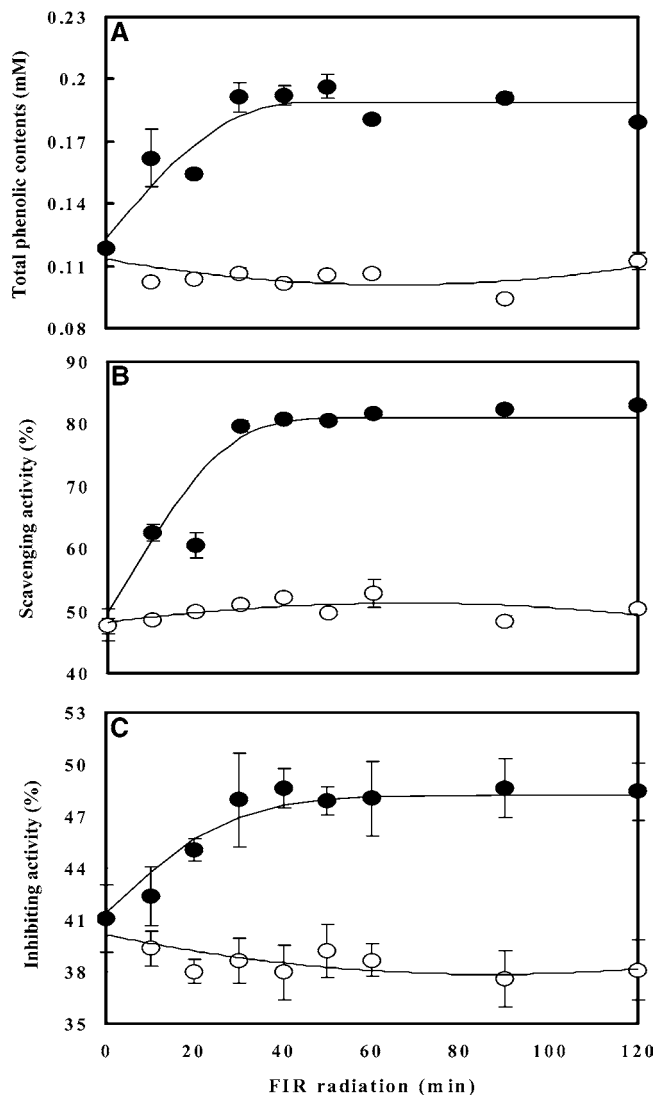 A
0.23
0.2
0.17
0.14
0.11
0.08
Total phenolic contents (mM)
B
90
80
70
60
50
40
Scavenging activity (%)
C
53
50
47
44
41
38
35
Inhibiting activity (%)
0 20 40 60 80 100 120
FIR radiation (min)